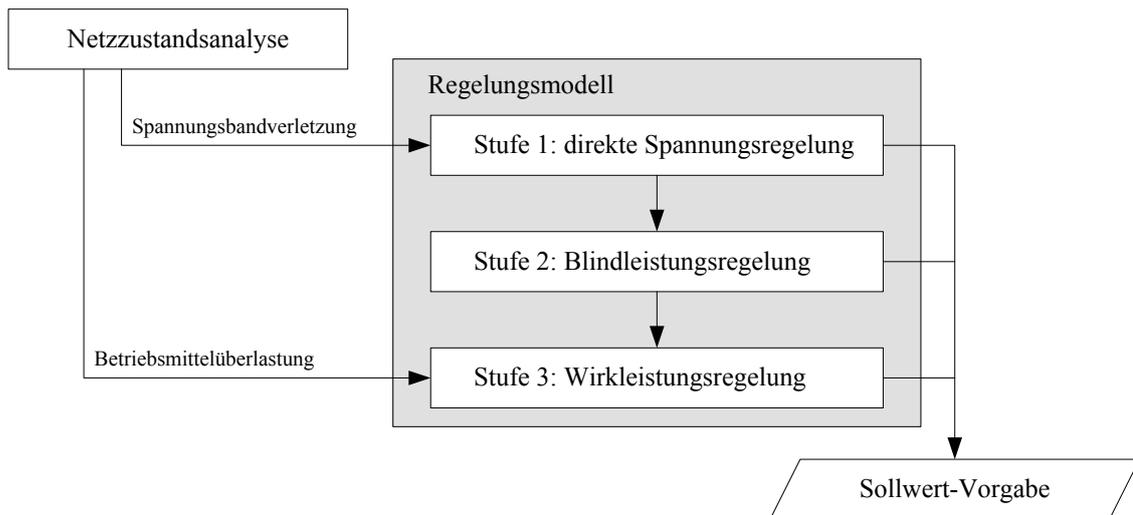 Netzzustandsanalyse
Regelungsmodell
Spannungsbandverletzung
Stufe 1: direkte Spannungsregelung
Stufe 2: Blindleistungsregelung
Betriebsmittelüberlastung
Stufe 3: Wirkleistungsregelung
Sollwert-Vorgabe